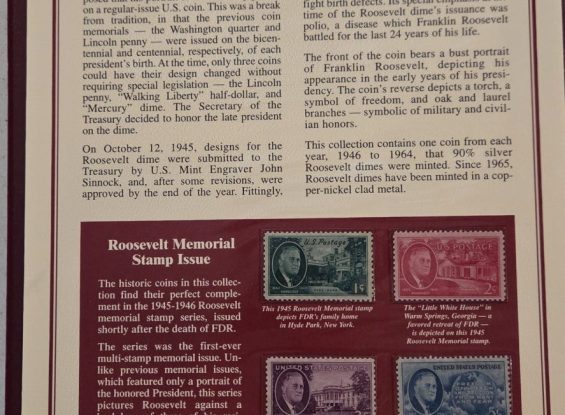 on a regular-issue U.S. coin. This was a break
from tradition, in that the previous coin
memorials — the Washington quarter and
Lincoln penny — were issued on the bicen-
tennial and centennial, respectively, of each
president's birth. At the time, only three coins
could have their design changed without
requiring special legislation — the Lincoln
penny, "Walking Liberty" half-dollar, and
"Mercury" dime. The Secretary of the
Treasury decided to honor the late president
on the dime.
On October 12, 1945, designs for the
Roosevelt dime were submitted to the
Treasury by U.S. Mint Engraver John
Sinnock, and, after some revisions, were
approved by the end of the year. Fittingly,
fight birth defects. Its special
time of the Roosevelt dime's issuance was
polio, a disease which Franklin Roosevelt
battled for the last 24 years of his life.
The front of the coin bears a bust portrait
of Franklin Roosevelt, depicting his
appearance in the early years of his presi-
dency. The coin's reverse depicts a torch, a
symbol of freedom, and oak and laurel
branches — symbolic of military and civil-
ian honors.
This collection contains one coin from each
year, 1946 to 1964, that 90% silver
Roosevelt dimes were minted. Since 1965,
Roosevelt dimes have been minted in a cop-
per-nickel clad metal.
Roosevelt Memorial
Stamp Issue
The historic coins in this collec-
tion find their perfect comple-
ment in the 1945-1946 Roosevelt
memorial stamp series, issued
shortly after the death of FDR.
The series was the first-ever
multi-stamp memorial issue. Un-
like previous memorial issues,
which featured only a portrait of
the honored President, this series
pictures Roosevelt against a
U.S. Postage
1¢
This 1945 Roosevelt Memorial stamp
depicts FDR's family home
in Hyde Park, New York.
U.S. POSTAGE
2¢
The "Little White House" in
Warm Springs, Georgia — a
favored retreat of FDR —
is depicted on this 1945
Roosevelt Memorial stamp.
UNITED STATES POSTAGE
UNITED STATES POSTAGE